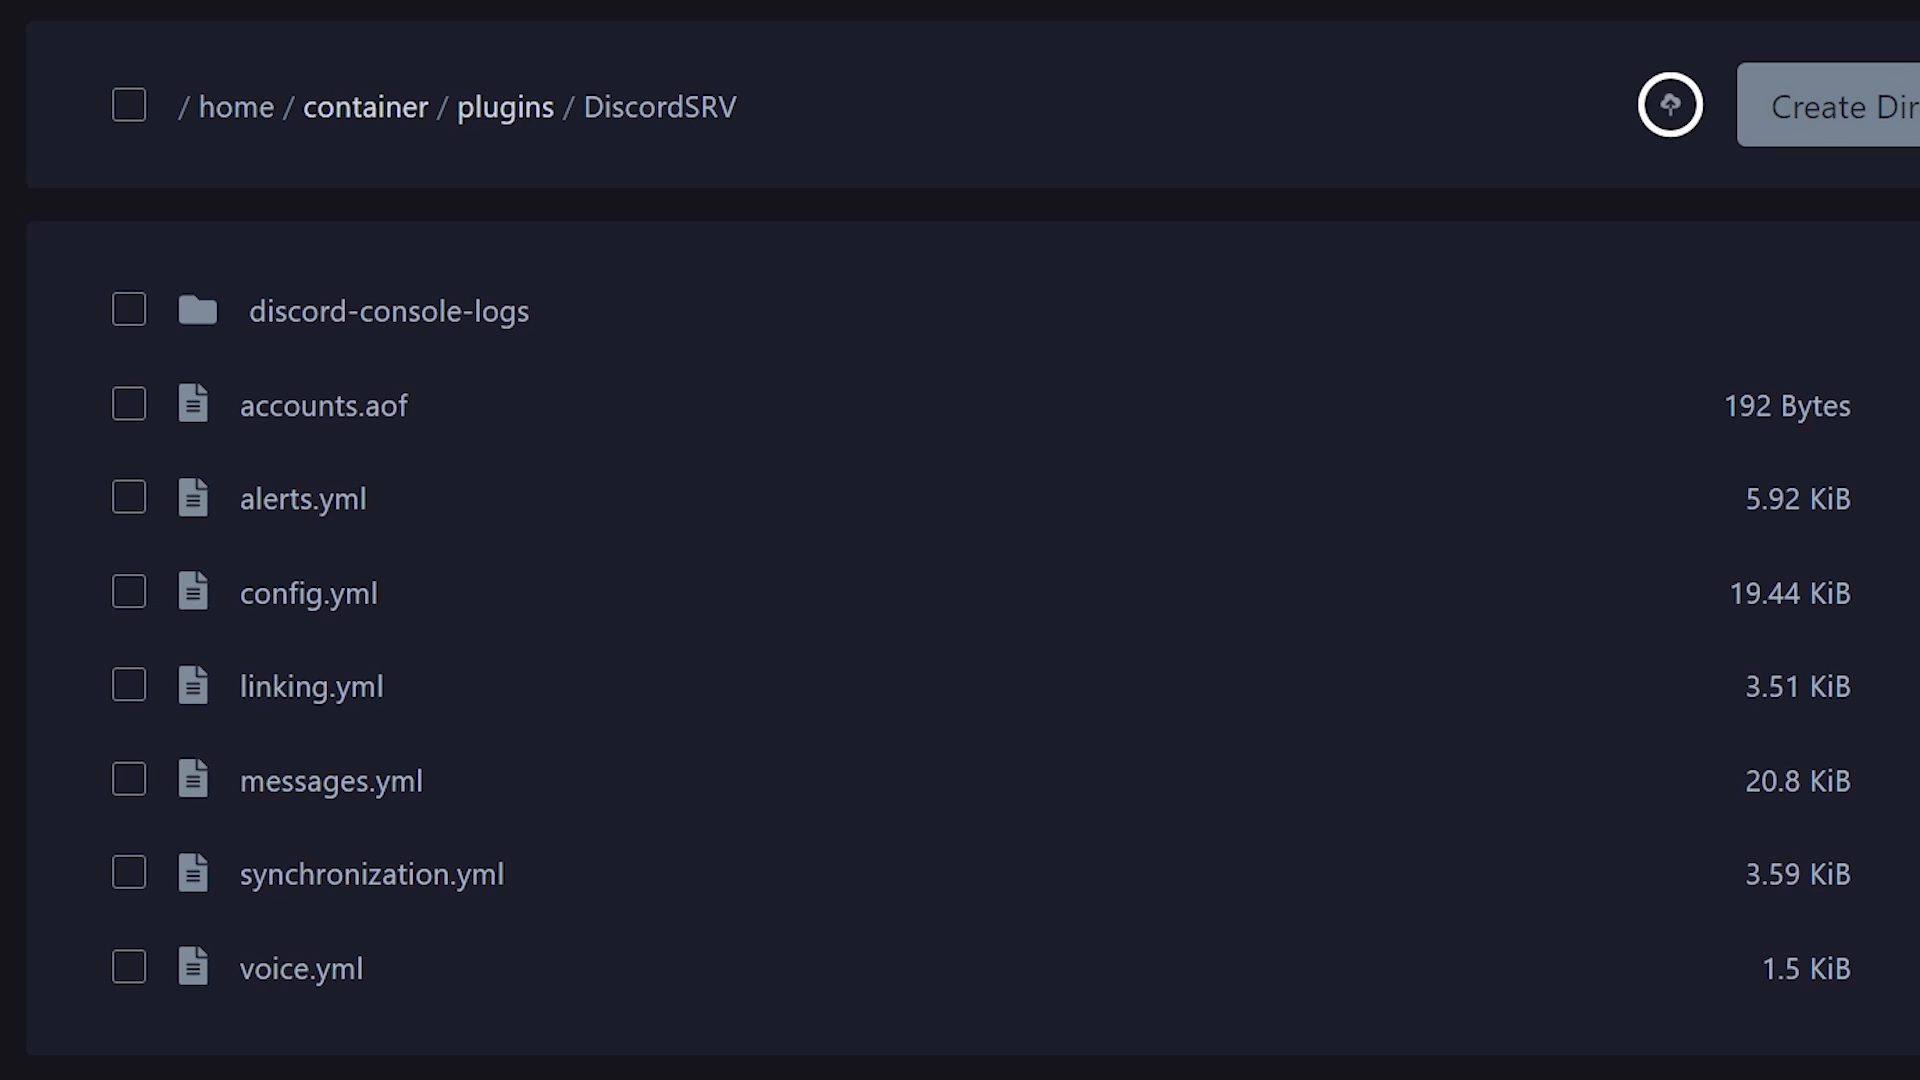 / home / container / plugins / DiscordSRV
Create Dir
discord-console-logs
accounts.aof 192 Bytes
alerts.yml 5.92 KiB
config.yml 19.44 KiB
linking.yml 3.51 KiB
messages.yml 20.8 KiB
synchronization.yml 3.59 KiB
voice.yml 1.5 KiB